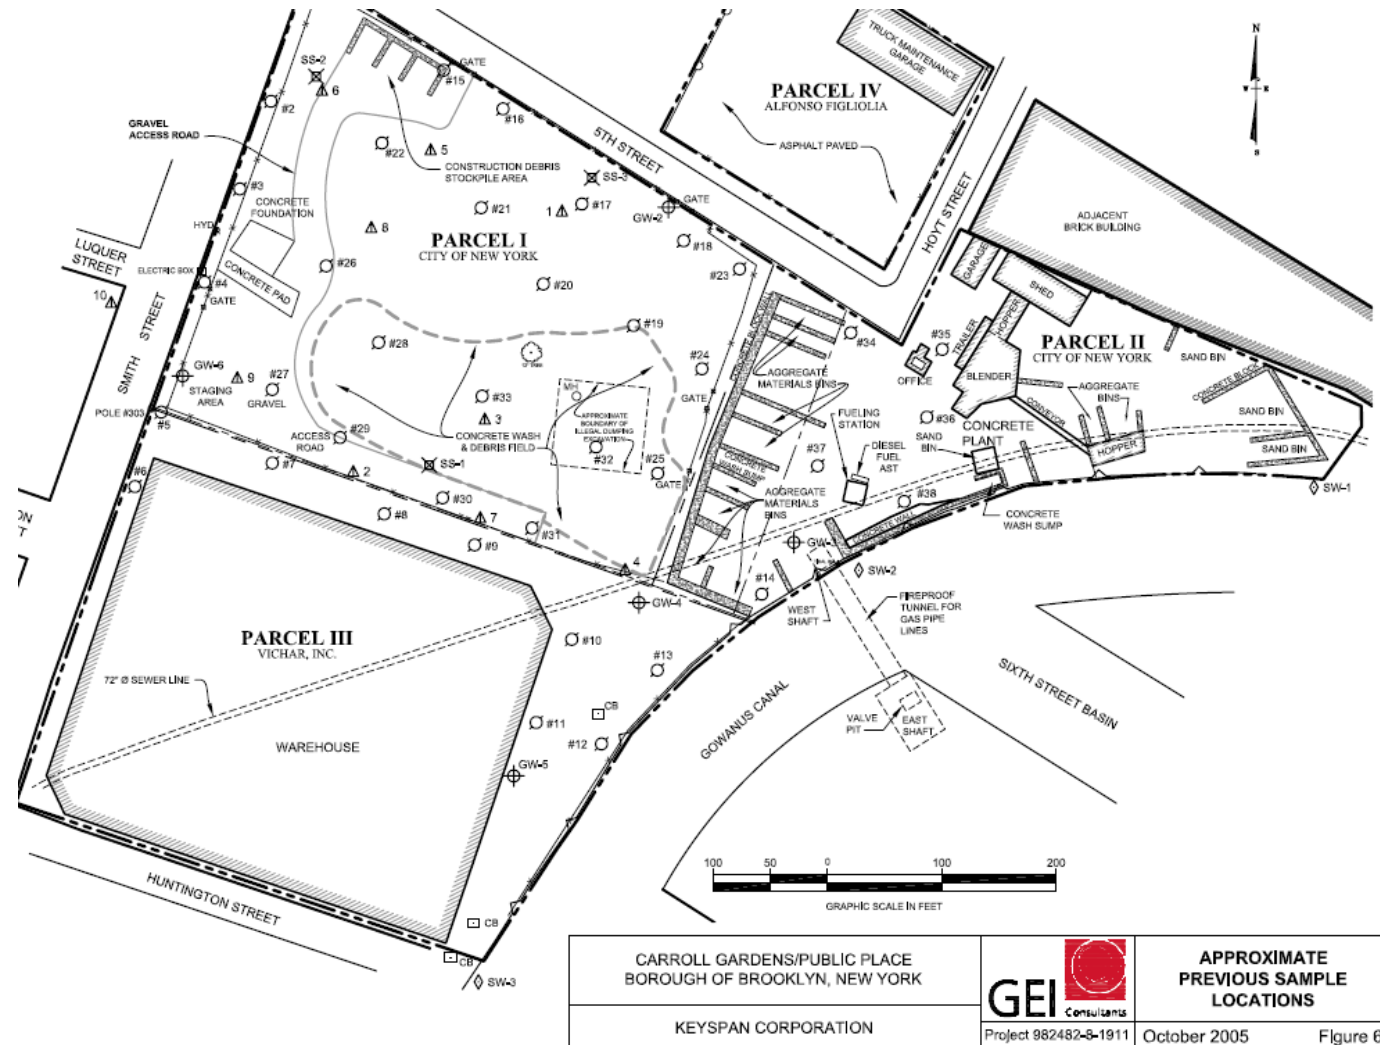 SS-2
6
#2
GRAVEL
ACCESS ROAD
GATE
#15
#16
#22
5
CONSTRUCTION DEBRIS
STOCKPILE AREA
5TH STREET
SS-3
#3
CONCRETE
FOUNDATION
HYD
#21
1
#17
GW-2
GATE
8
PARCEL I
CITY OF NEW YORK
#18
#23
#26
CONCRETE PAD
ELECTRIC BOX
#4
GATE
#20
LUQUER
STREET
10
SMITH STREET
#19
#28
#24
GW-6
STAGING
AREA
9
#27
GRAVEL
#33
3
MH
APPROXIMATE
BOUNDARY OF
ILLEGAL DUMPING
EXCAVATION
#32
GATE
POLE #303
#5
ACCESS
ROAD
#29
CONCRETE WASH
& DEBRIS FIELD
#25
GATE
#6
#7
2
SS-1
#30
#8
7
#31
#9
4
GW-4
PARCEL IV
ALFONSO FIGLIOLIA
TRUCK MAINTENANCE
GARAGE
ASPHALT PAVED
HOYT STREET
N
W
E
S
ADJACENT
BRICK BUILDING
GARAGE
SHED
HOPPER
TRAILER
#35
#34
OFFICE
BLENDER
PARCEL II
CITY OF NEW YORK
SAND BIN
CONCRETE BLOCK
SAND BIN
SAND BIN
AGGREGATE
BINS
CONVEYOR
HOPPER
CONCRETE BLOCK WALL
AGGREGATE
MATERIALS BINS
FUELING
STATION
#36
SAND
BIN
CONCRETE
PLANT
DIESEL
FUEL
AST
#37
CONCRETE
WASH SUMP
AGGREGATE
MATERIALS
BINS
#38
CONCRETE WALL
CONCRETE
WASH SUMP
SW-1
GW-3
SW-2
#14
WEST
SHAFT
FIREPROOF
TUNNEL FOR
GAS PIPE
LINES
SIXTH STREET BASIN
VALVE
PIT
EAST
SHAFT
GOWANUS CANAL
PARCEL III
VICHAR, INC.
72" Ø SEWER LINE
WAREHOUSE
#10
#13
CB
#11
#12
GW-5
HUNTINGTON STREET
CB
CB
SW-3
100 50 0 100 200
GRAPHIC SCALE IN FEET
CARROLL GARDENS/PUBLIC PLACE
BOROUGH OF BROOKLYN, NEW YORK
KEYSPAN CORPORATION
GEI
Consultants
Project 982482-8-1911
APPROXIMATE
PREVIOUS SAMPLE
LOCATIONS
October 2005
Figure 6